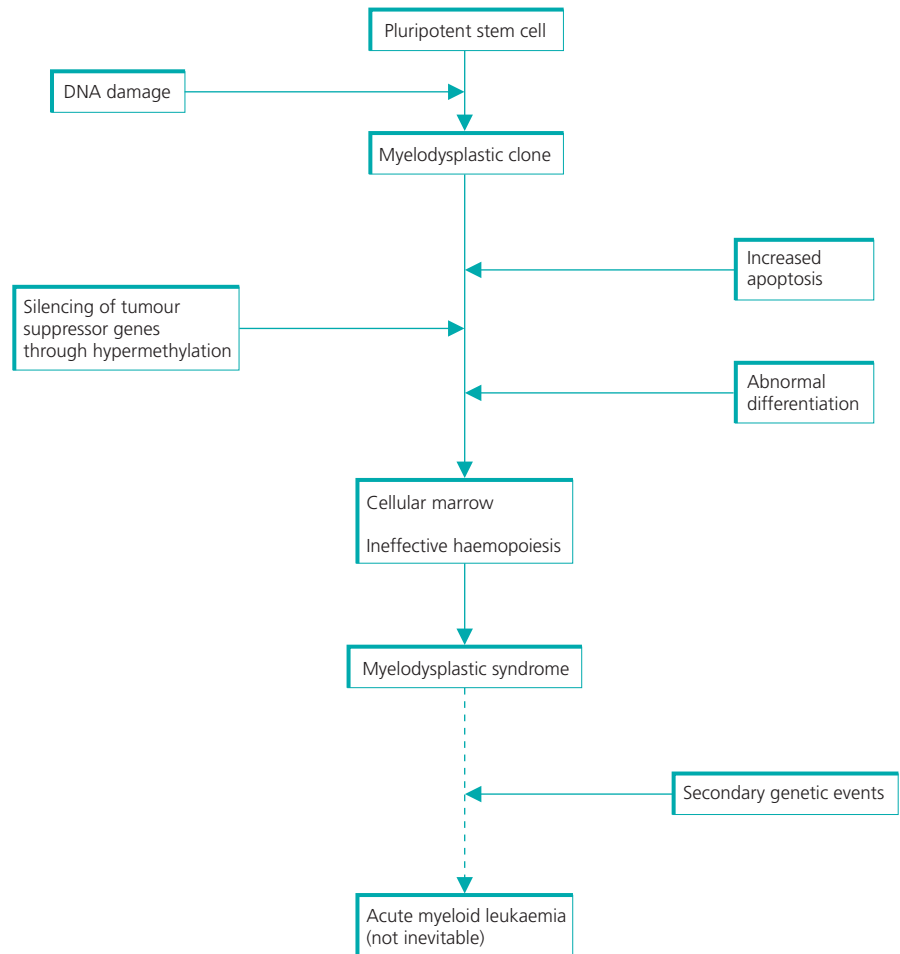 Pluripotent stem cell
DNA damage
Myelodysplastic clone
Increased
apoptosis
Silencing of tumour
suppressor genes
through hypermethylation
Abnormal
differentiation
Cellular marrow
Ineffective haemopoiesis
Myelodysplastic syndrome
Secondary genetic events
Acute myeloid leukaemia
(not inevitable)